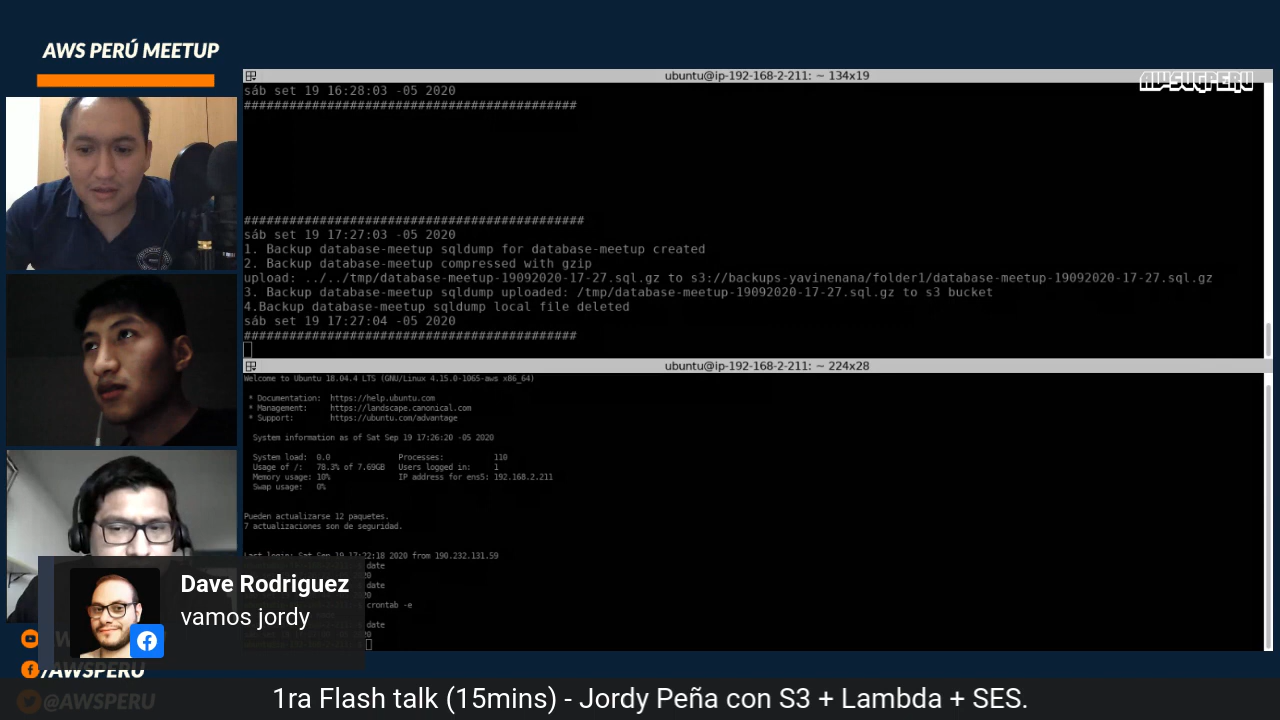 AWS PERÚ MEETUP
AWSUGPERU
ubuntu@ip-192-168-2-211: ~ 134x19
sáb set 19 16:28:03 -05 2020
############################################
#############################################
sáb set 19 17:27:03 -05 2020
1. Backup database-meetup sqldump for database-meetup created
2. Backup database-meetup compressed with gzip
upload: ../../tmp/database-meetup-19092020-17-27.sql.gz to s3://backups-yavinenana/folder1/database-meetup-19092020-17-27.sql.gz
3. Backup database-meetup sqldump uploaded: /tmp/database-meetup-19092020-17-27.sql.gz to s3 bucket
4.Backup database-meetup sqldump local file deleted
sáb set 19 17:27:04 -05 2020
############################################
ubuntu@ip-192-168-2-211: ~ 224x28
Welcome to Ubuntu 18.04.4 LTS (GNU/Linux 4.15.0-1065-aws x86_64)
* Documentation: https://help.ubuntu.com
* Management: https://landscape.canonical.com
* Support: https://ubuntu.com/advantage
System information as of Sat Sep 19 17:26:20 -05 2020
System load: 0.0 Processes: 110
Usage of /: 78.3% of 7.69GB Users logged in: 1
Memory usage: 10% IP address for ens5: 192.168.2.211
Swap usage: 0%
Pueden actualizarse 12 paquetes.
7 actualizaciones son de seguridad.
Last login: Sat Sep 19 17:22:18 2020 from 190.232.131.59
date
20
date
20
crontab -e
date
20
Dave Rodriguez
vamos jordy
/AWSPERU
@AWSPERU
1ra Flash talk (15mins) - Jordy Peña con S3 + Lambda + SES.